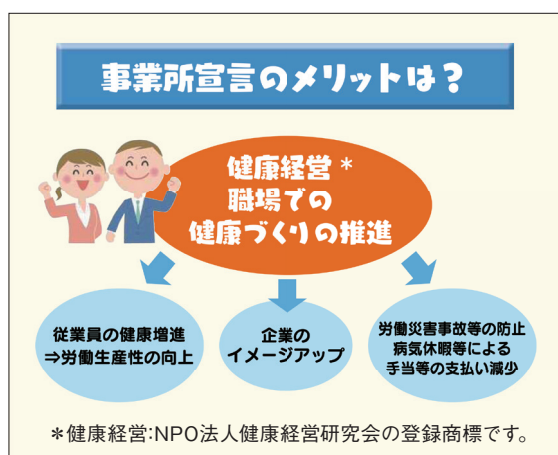 事業所宣言のメリットは?
健康経営*
職場での
健康づくりの推進
従業員の健康増進
⇒労働生産性の向上
企業の
イメージアップ
労働災害事故等の防止
病気休暇等による
手当等の支払い減少
*健康経営:NPO法人健康経営研究会の登録商標です。